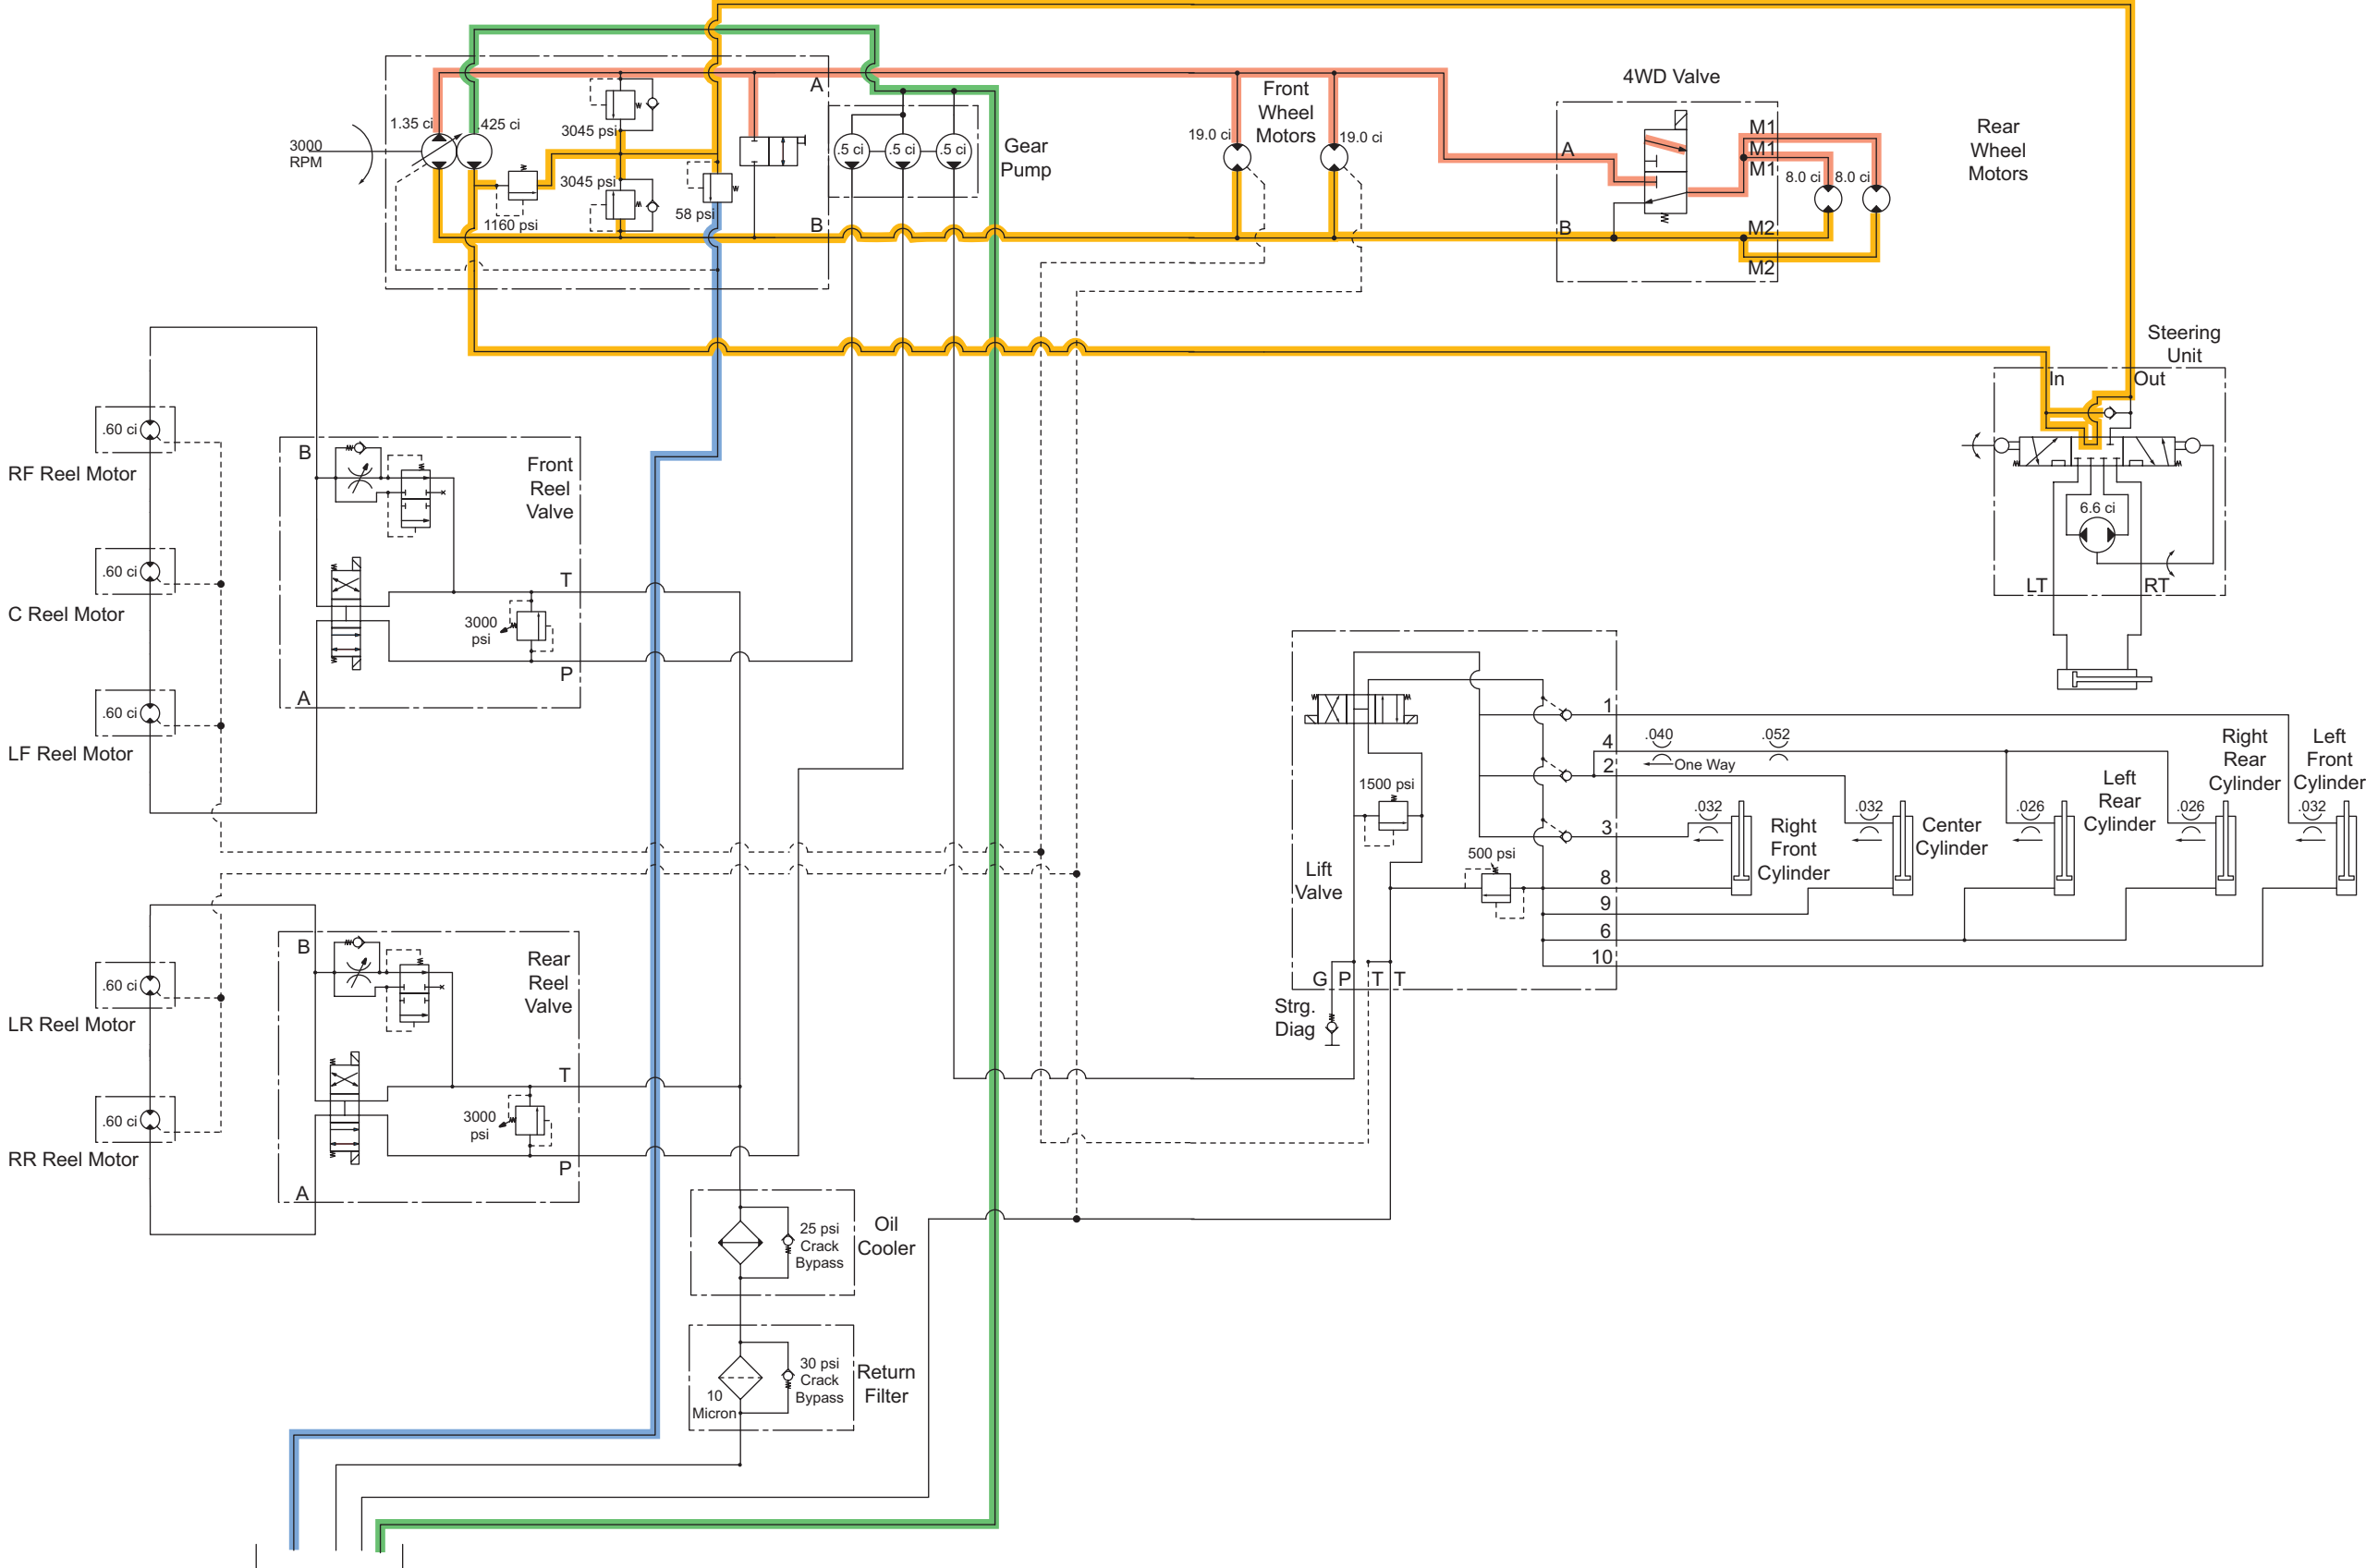 4WD Valve
A
Front
Wheel
Motors
1.35 ci
.425 ci
3045 psi
19.0 ci
19.0 ci
M1
M1
M1
Rear
Wheel
Motors
3000
RPM
.5 ci
.5 ci
.5 ci
Gear
Pump
A
3045 psi
8.0 ci
8.0 ci
1160 psi
58 psi
B
B
M2
M2
Steering
Unit
In
Out
.60 ci
RF Reel Motor
B
Front
Reel
Valve
6.6 ci
.60 ci
C Reel Motor
T
3000
psi
P
LT
RT
.60 ci
LF Reel Motor
A
1
4
.040
.052
One Way
2
Right
Rear
Cylinder
Left
Front
Cylinder
Left
Rear
Cylinder
1500 psi
.032
.032
.026
.026
.032
3
Right
Front
Cylinder
Center
Cylinder
500 psi
Lift
Valve
8
9
6
10
B
Rear
Reel
Valve
.60 ci
LR Reel Motor
G
P
T
T
Strg.
Diag
T
3000
psi
P
.60 ci
RR Reel Motor
A
25 psi
Crack
Bypass
Oil
Cooler
30 psi
Crack
Bypass
Return
Filter
10
Micron